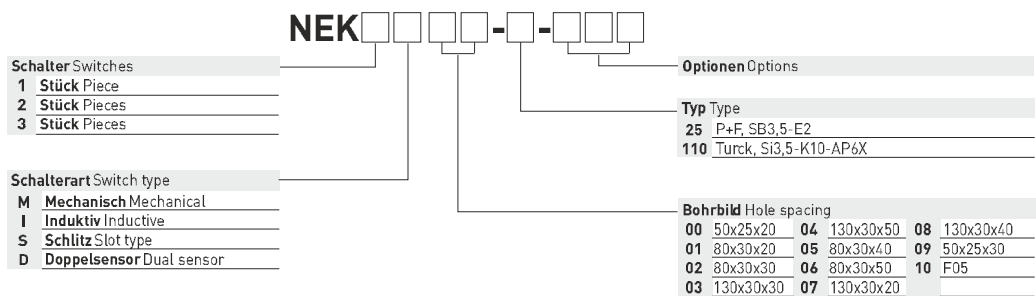 NEK - -
Schalter Switches
1 Stück Piece
2 Stück Pieces
3 Stück Pieces
Schalterart Switch type
M Mechanisch Mechanical
I Induktiv Inductive
S Schlitz Slot type
D Doppelsensor Dual sensor
Optionen Options
Typ Type
25 P+F, SB3,5-E2
110 Turck, Si3,5-K10-AP6X
Bohrbild Hole spacing
00 50x25x20 04 130x30x50 08 130x30x40
01 80x30x20 05 80x30x40 09 50x25x30
02 80x30x30 06 80x30x50 10 F05
03 130x30x30 07 130x30x20